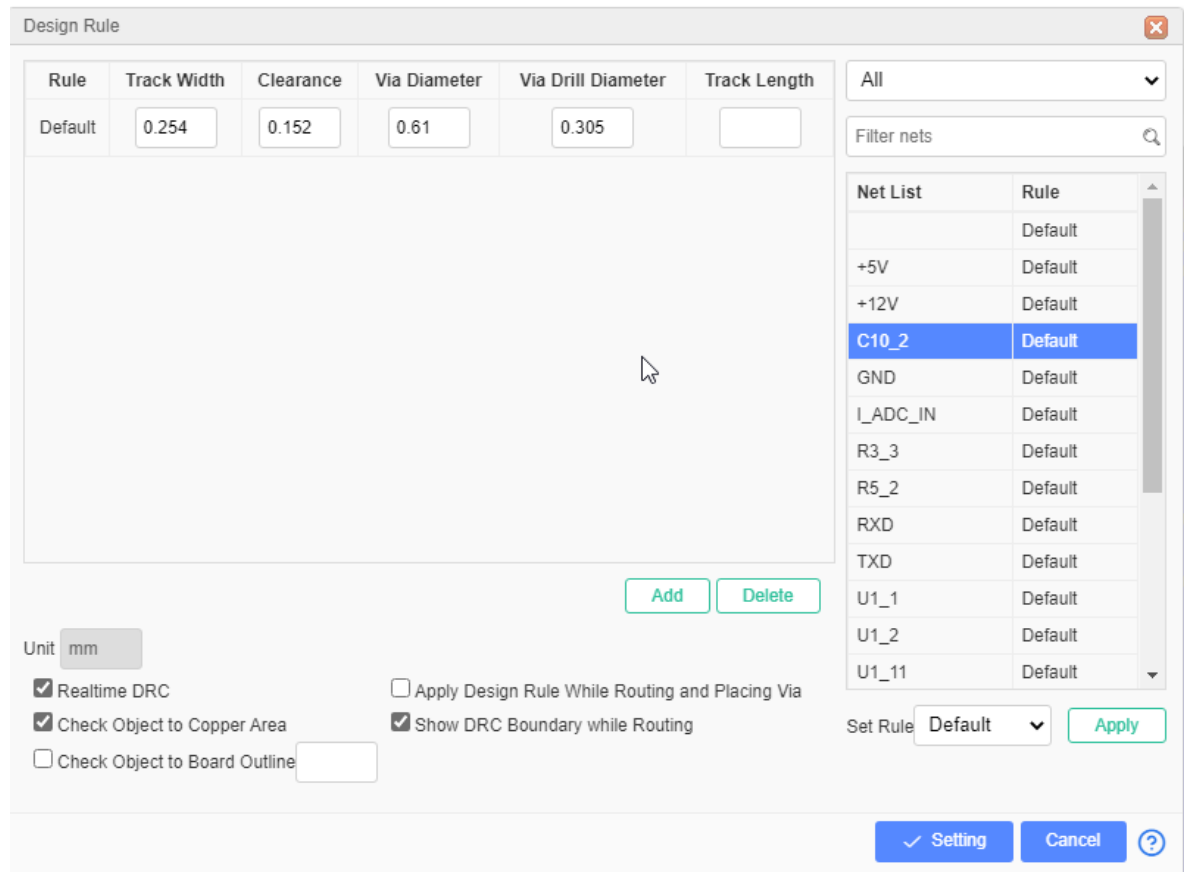 Design Rule
Rule Track Width Clearance Via Diameter Via Drill Diameter Track Length
Default 0.254 0.152 0.61 0.305
All
Filter nets
Net List Rule
Default
+5V Default
+12V Default
C10_2 Default
GND Default
I_ADC_IN Default
R3_3 Default
R5_2 Default
RXD Default
TXD Default
U1_1 Default
U1_2 Default
U1_11 Default
Add Delete
Unit mm
Realtime DRC
Apply Design Rule While Routing and Placing Via
Check Object to Copper Area
Show DRC Boundary while Routing
Check Object to Board Outline
Set Rule Default Apply
Setting Cancel ?